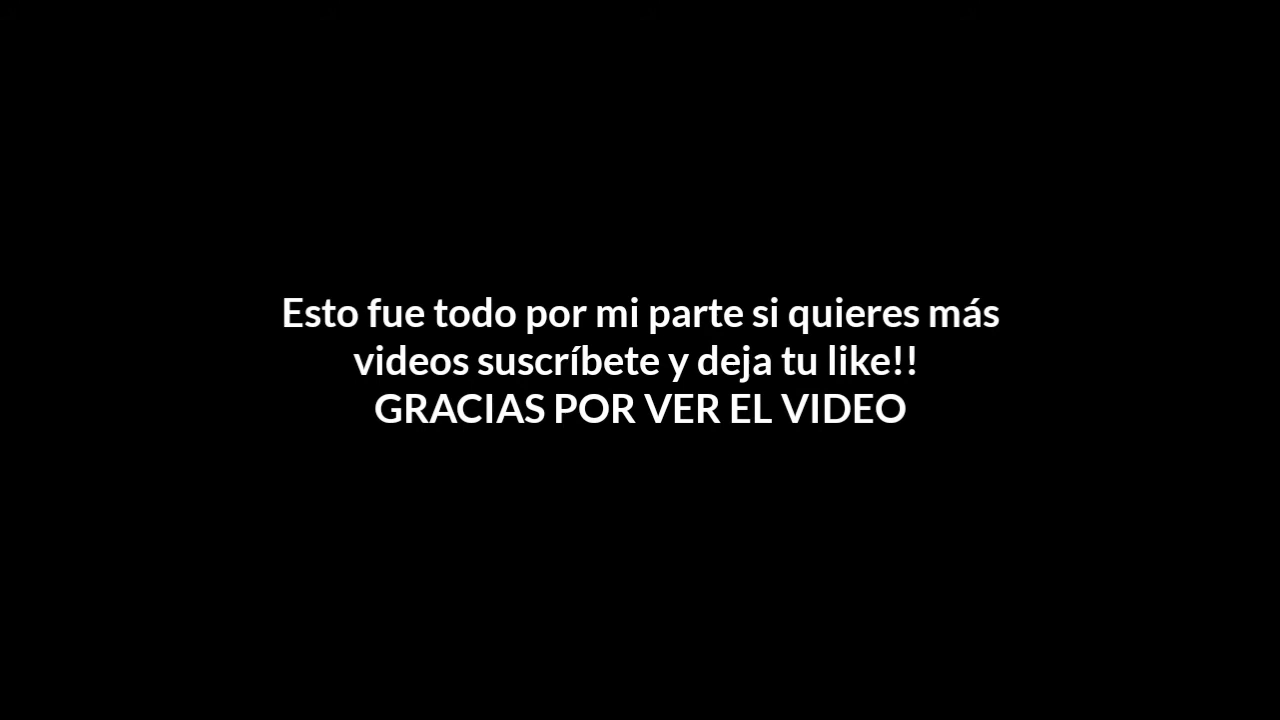 Esto fue todo por mi parte si quieres más
videos suscríbete y deja tu like!!
GRACIAS POR VER EL VIDEO